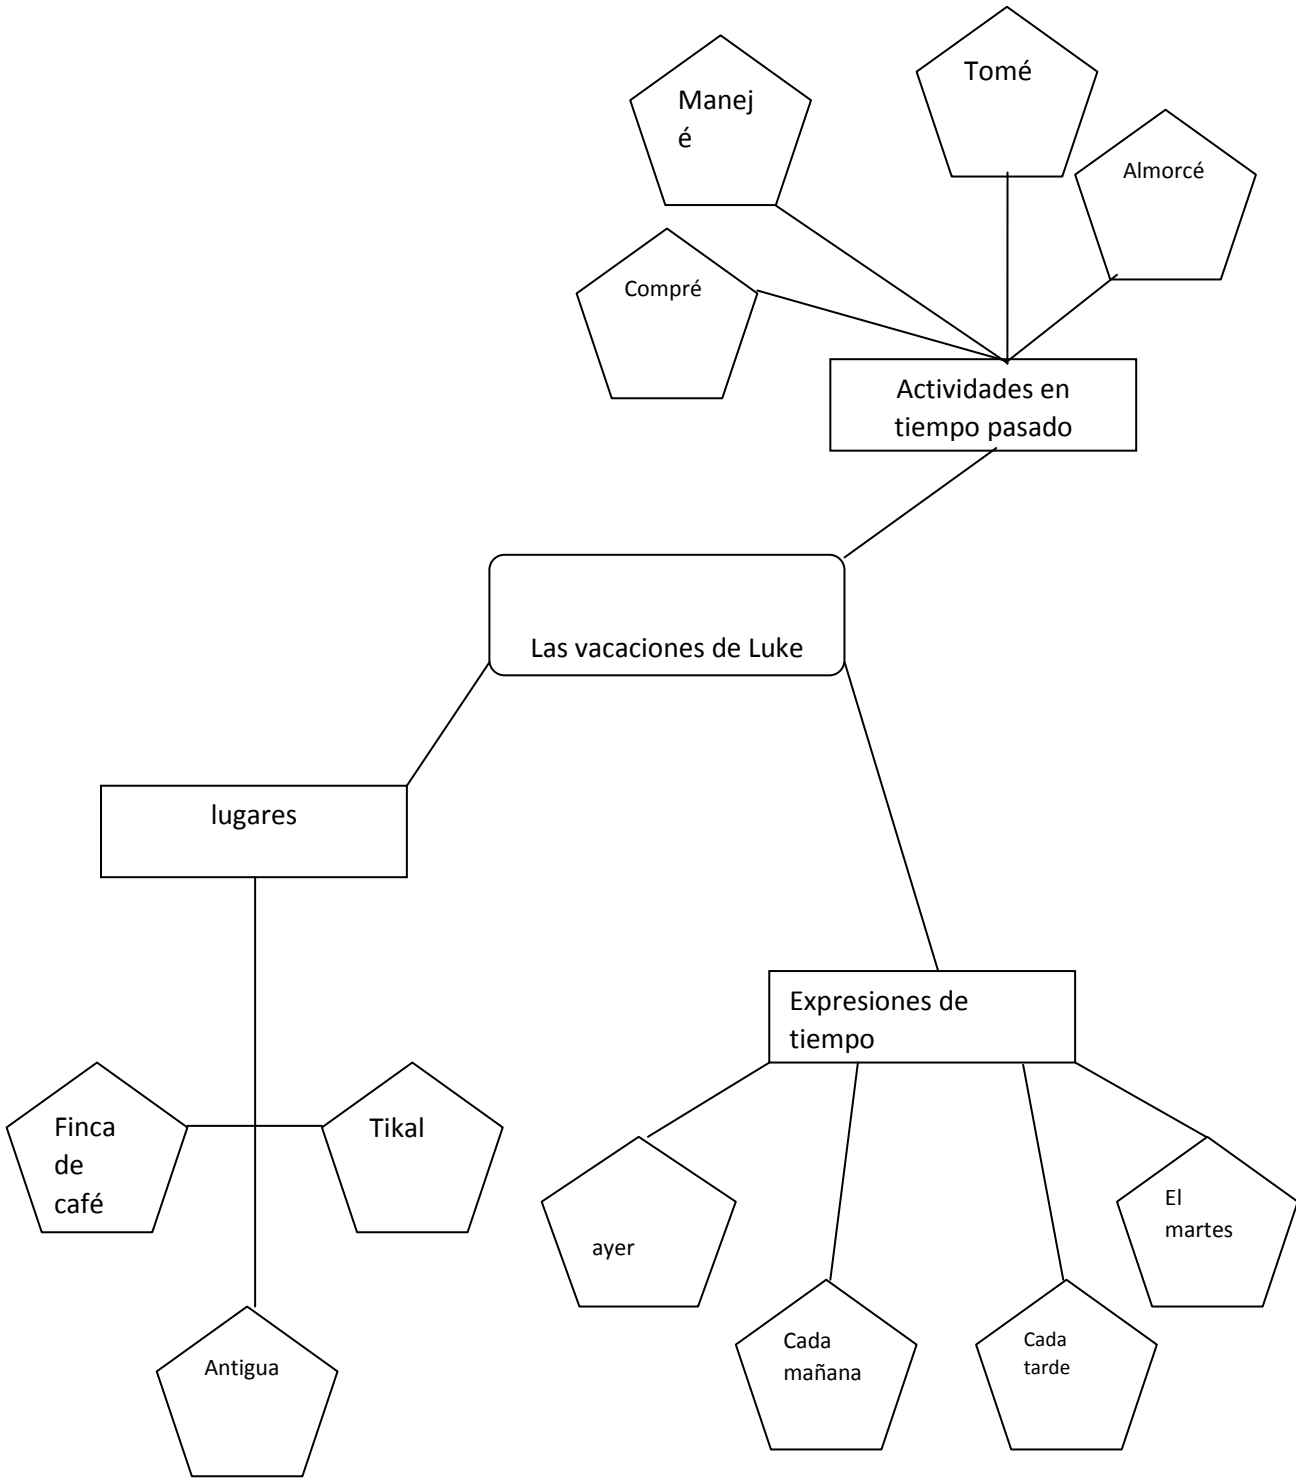 Tomé
Manej
é
Almorcé
Compré
Actividades en
tiempo pasado
Las vacaciones de Luke
lugares
Expresiones de
tiempo
Finca
de
café
Tikal
ayer
El
martes
Cada
mañana
Cada
tarde
Antigua